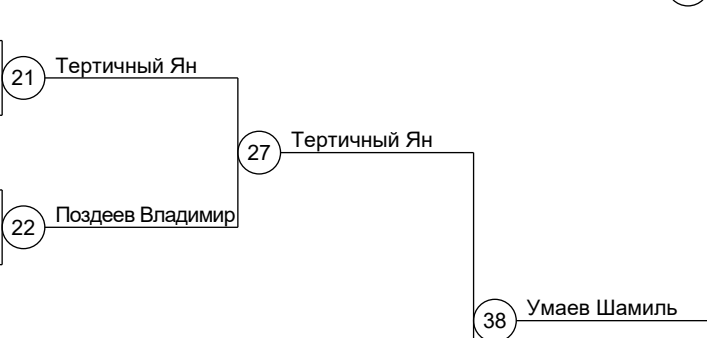 21 Тертичный Ян
27 Тертичный Ян
22 Поздеев Владимир
38 Умаев Шамиль